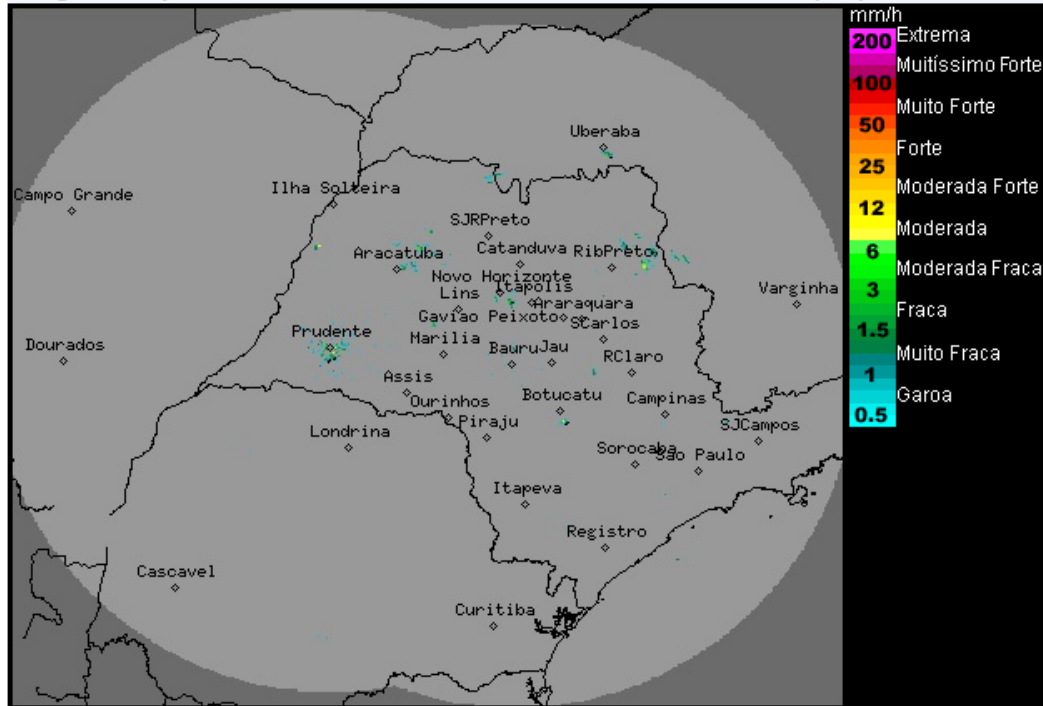 mm/h
200 Extrema
Muitíssimo Forte
100
Muito Forte
50
Forte
25
Moderada Forte
12
Moderada
6
Moderada Fraca
3
Fraca
1.5
Muito Fraca
1
Garoa
0.5
Uberaba
Ilha Solteira
Campo Grande
SJRPreto
Aracatuba
Catanduva
RibPreto
Novo Horizonte
Itapolis
Lins
Araraquara
Varginha
Gaviao Peixoto
SCarlos
Prudente
Dourados
Marilia
Bauru
Jau
RClaro
Assis
Ourinhos
Botucatu
Campinas
Piraju
SJCampos
Londrina
Sorocaba
Sao Paulo
Itapeva
Registro
Cascavel
Curitiba